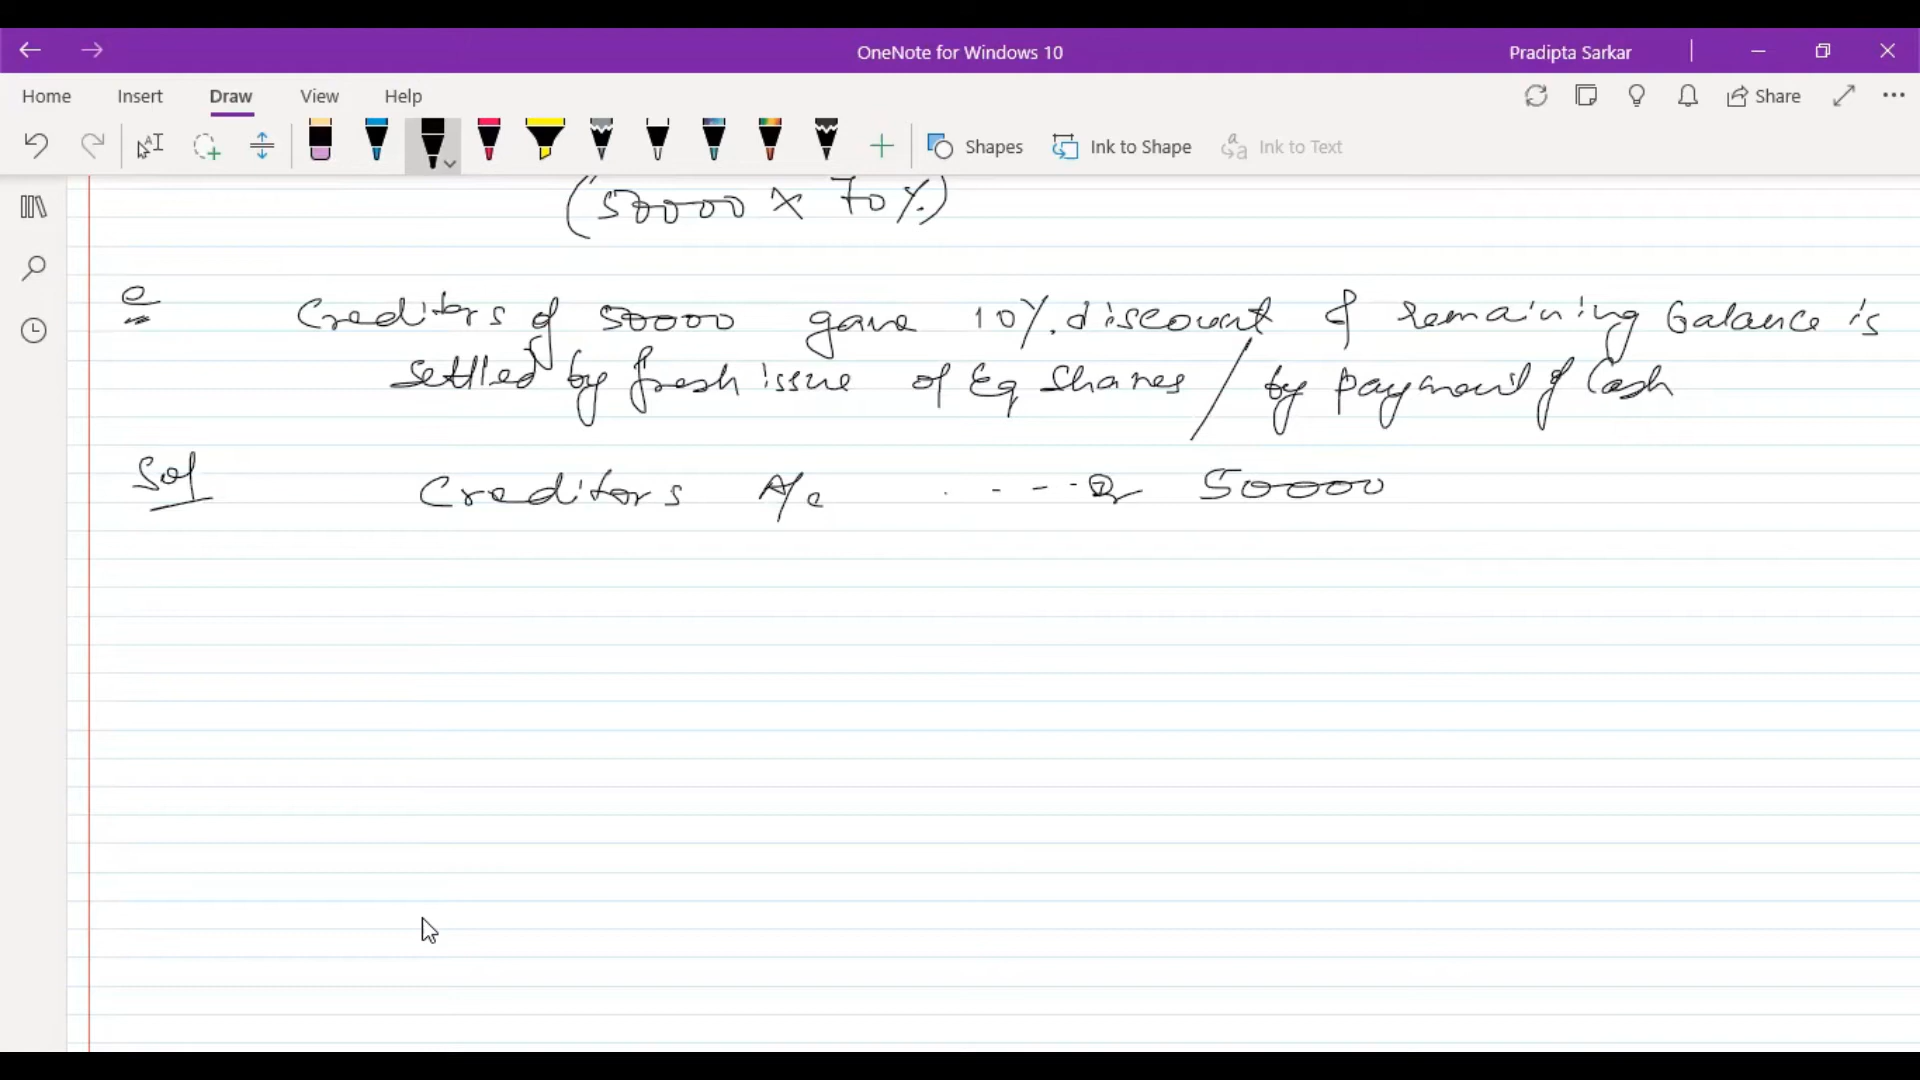 OneNote for Windows 10
Pradipta Sarkar
Home Insert Draw View Help
Share
Shapes Ink to Shape Ink to Text
(50000 × 70%)
Q Creditors of 50000 gave 10% discount & remaining balance is
settled by fresh issue of Eq Shares / by payment of Cash
Sol Creditors A/c ---- Dr 50000